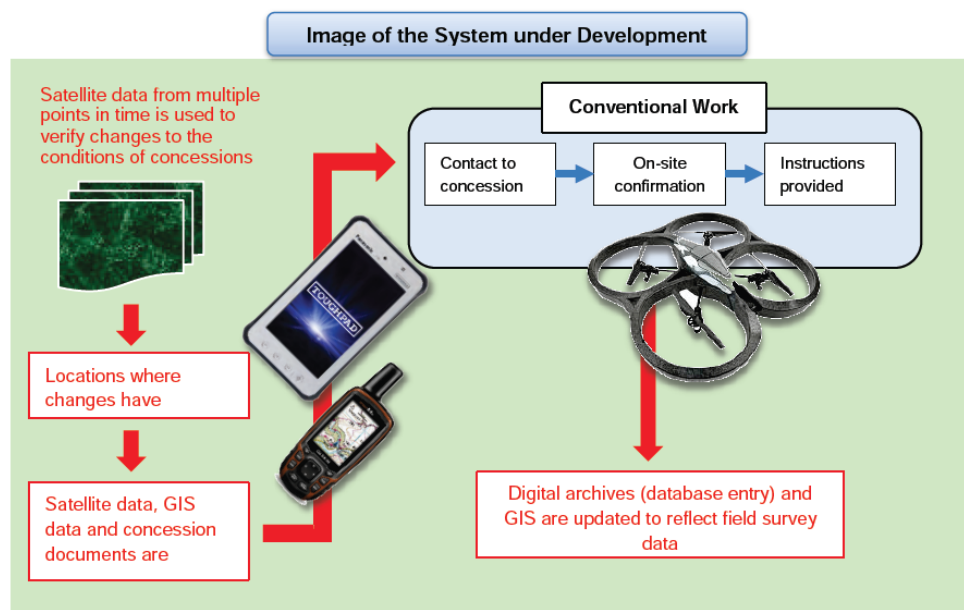 Image of the System under Development
Satellite data from multiple
points in time is used to
verify changes to the
conditions of concessions
Conventional Work
Contact to
concession
On-site
confirmation
Instructions
provided
Panasonic
TOUGHPAD
Locations where
changes have
Satellite data, GIS
data and concession
documents are
Digital archives (database entry) and
GIS are updated to reflect field survey
data